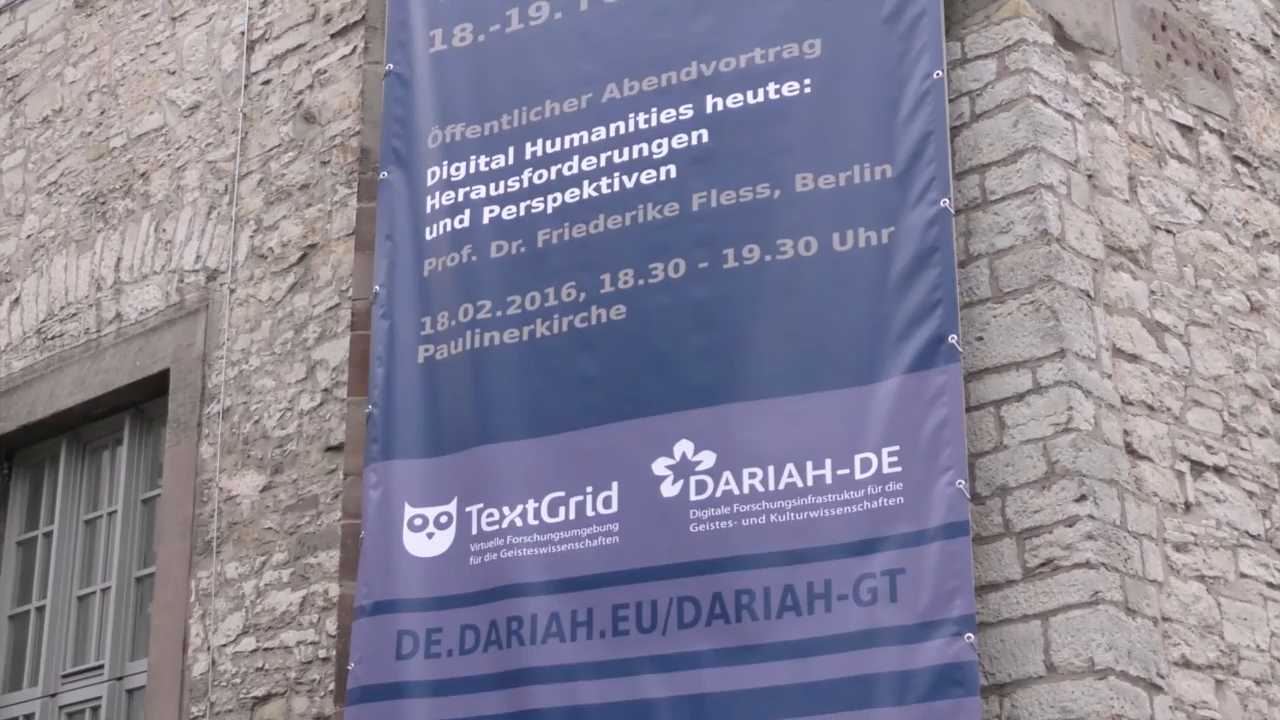 18.-19.
Öffentlicher Abendvortrag
Digital Humanities heute:
Herausforderungen
und Perspektiven
Prof. Dr. Friederike Fless, Berlin
18.02.2016, 18.30 - 19.30 Uhr
Paulinerkirche
TextGrid
Virtuelle Forschungsumgebung
für die Geisteswissenschaften
DARIAH-DE
Digitale Forschungsinfrastruktur für die
Geistes- und Kulturwissenschaften
DE.DARIAH.EU/DARIAH-GT